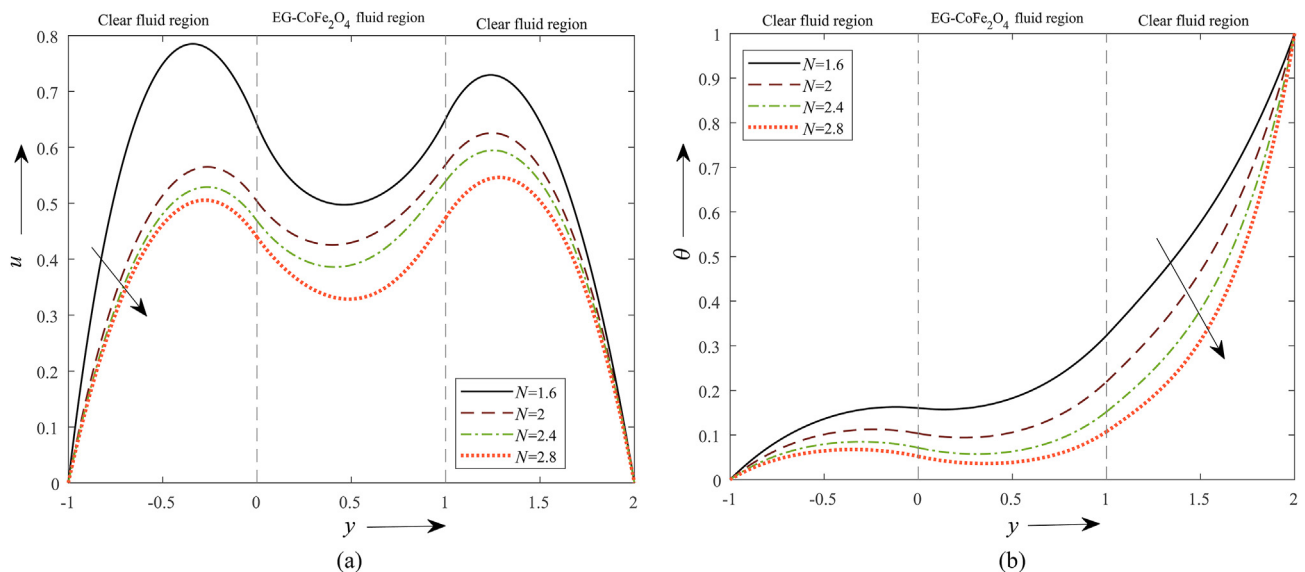 Clear fluid region
EG-CoFe₂O₄ fluid region
Clear fluid region
0.8
0.7
0.6
0.5
0.4
0.3
0.2
0.1
0
u
N=1.6
N=2
N=2.4
N=2.8
-1
-0.5
0
0.5
1
1.5
2
y
(a)
Clear fluid region
EG-CoFe₂O₄ fluid region
Clear fluid region
1
0.9
0.8
0.7
0.6
0.5
0.4
0.3
0.2
0.1
0
θ
N=1.6
N=2
N=2.4
N=2.8
-1
-0.5
0
0.5
1
1.5
2
y
(b)